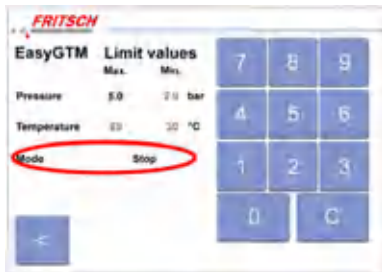 FRITSCH
EasyGTM Limit values
Max. Min.
Pressure 5.0 bar
Temperature °C
Mode Stop
7 8 9
4 5 6
1 2 3
0 C
<